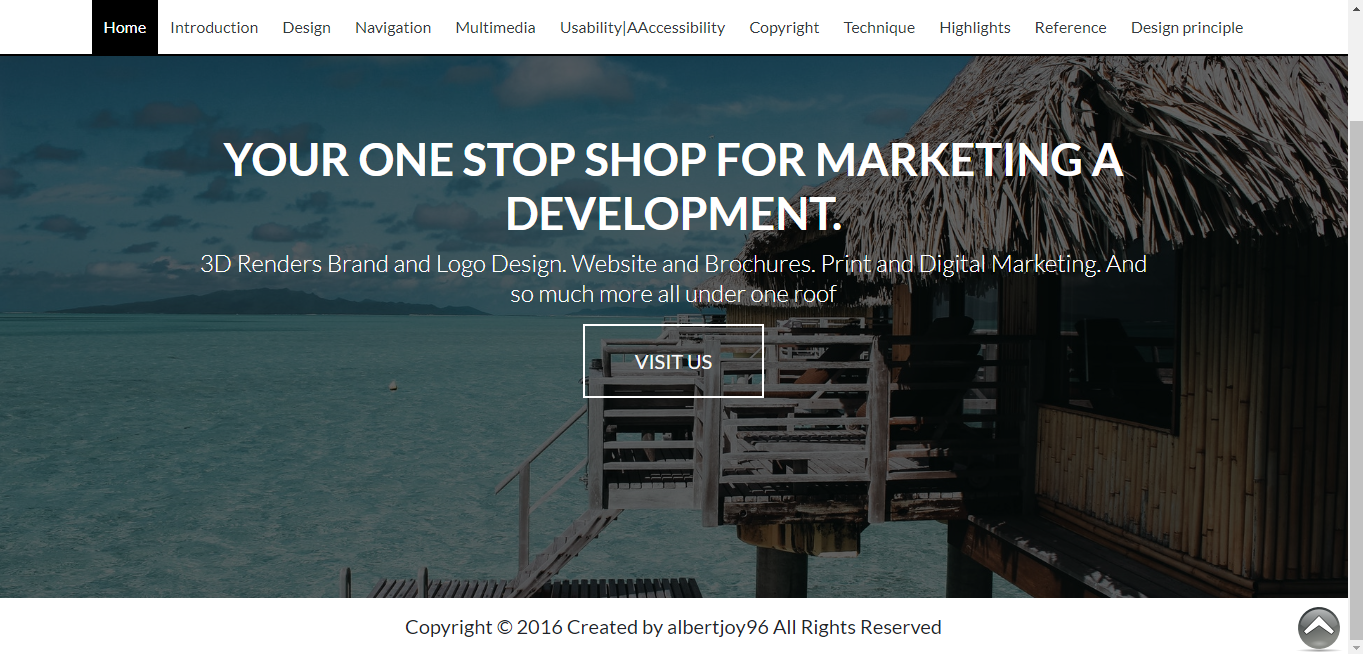 Home Introduction Design Navigation Multimedia Usability|AAccessibility Copyright Technique Highlights Reference Design principle
YOUR ONE STOP SHOP FOR MARKETING A
DEVELOPMENT.
3D Renders Brand and Logo Design. Website and Brochures. Print and Digital Marketing. And
so much more all under one roof
VISIT US
Copyright © 2016 Created by albertjoy96 All Rights Reserved